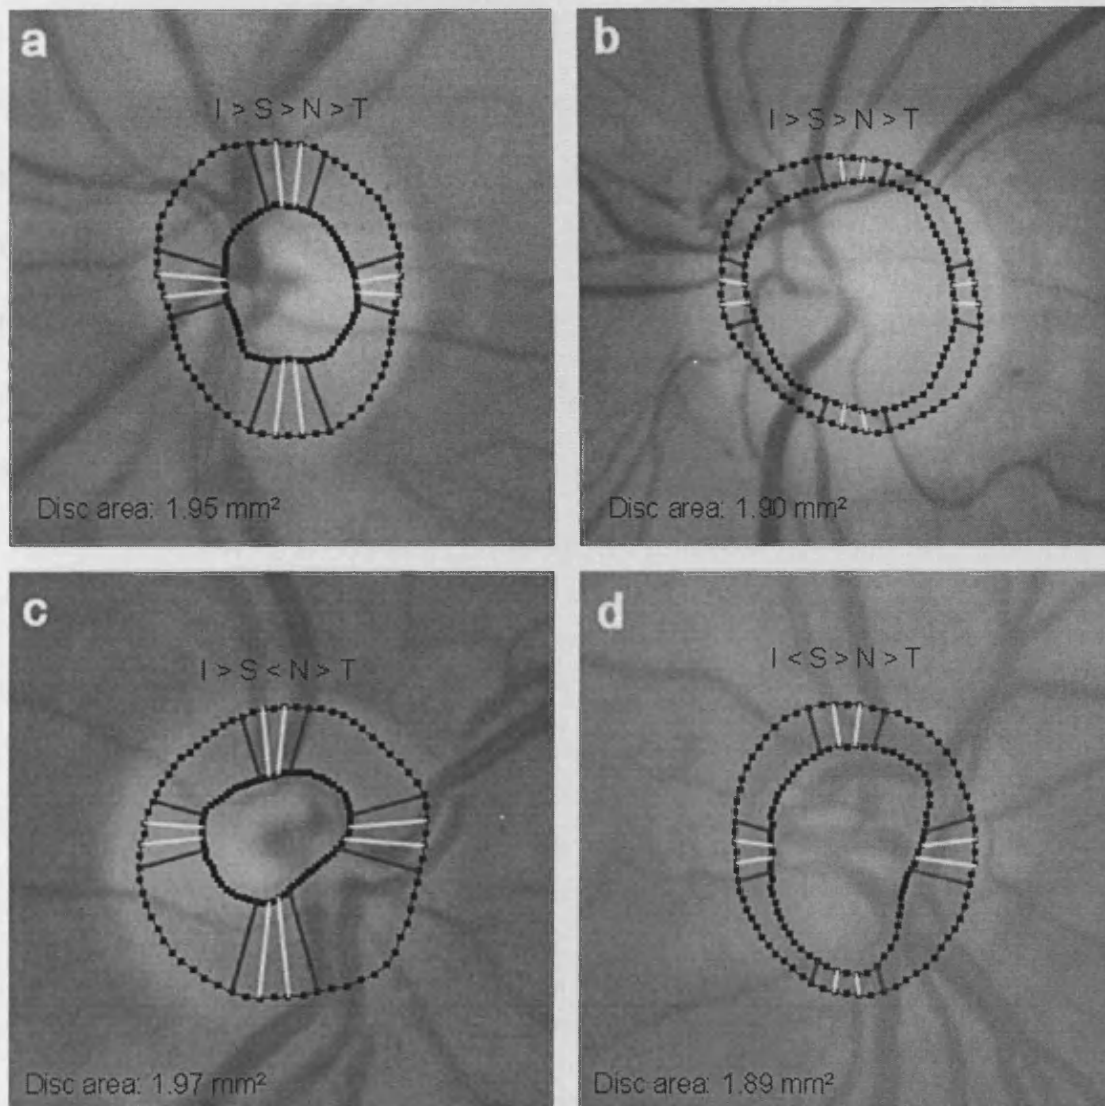 a
I > S > N > T
Disc area: 1.95 mm²
b
I > S > N > T
Disc area: 1.90 mm²
c
I > S < N > T
Disc area: 1.97 mm²
d
I < S > N > T
Disc area: 1.89 mm²